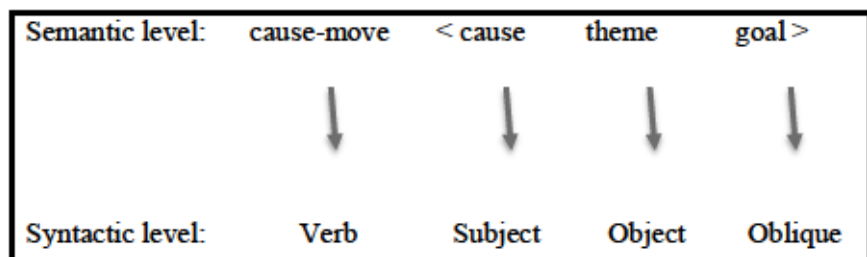 Semantic level: cause-move < cause theme goal >
Syntactic level: Verb Subject Object Oblique